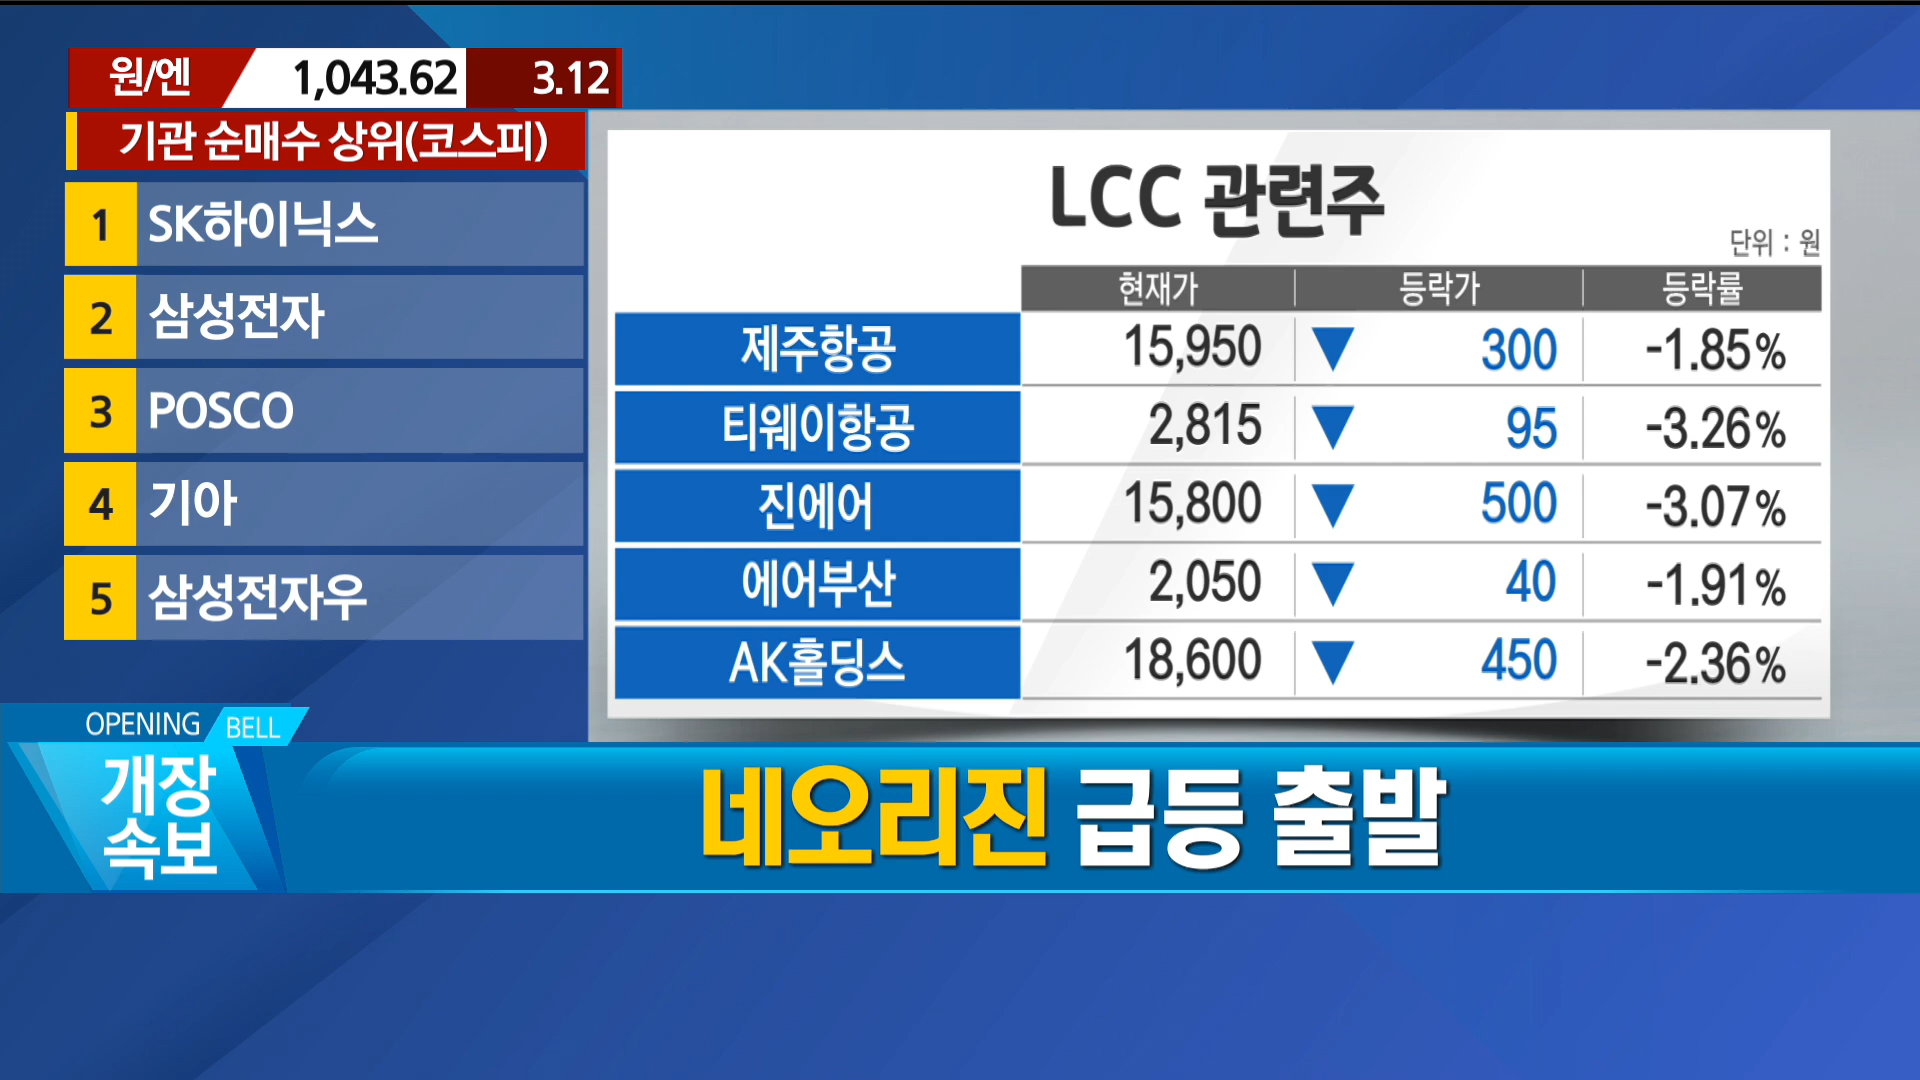 원/엔 1,043.62 3.12
기관 순매수 상위(코스피)
1 SK하이닉스
2 삼성전자
3 POSCO
4 기아
5 삼성전자우
LCC 관련주
단위 : 원
현재가 등락가 등락률
제주항공 15,950 ▼ 300 -1.85%
티웨이항공 2,815 ▼ 95 -3.26%
진에어 15,800 ▼ 500 -3.07%
에어부산 2,050 ▼ 40 -1.91%
AK홀딩스 18,600 ▼ 450 -2.36%
OPENING BELL
개장
속보
네오리진 급등 출발